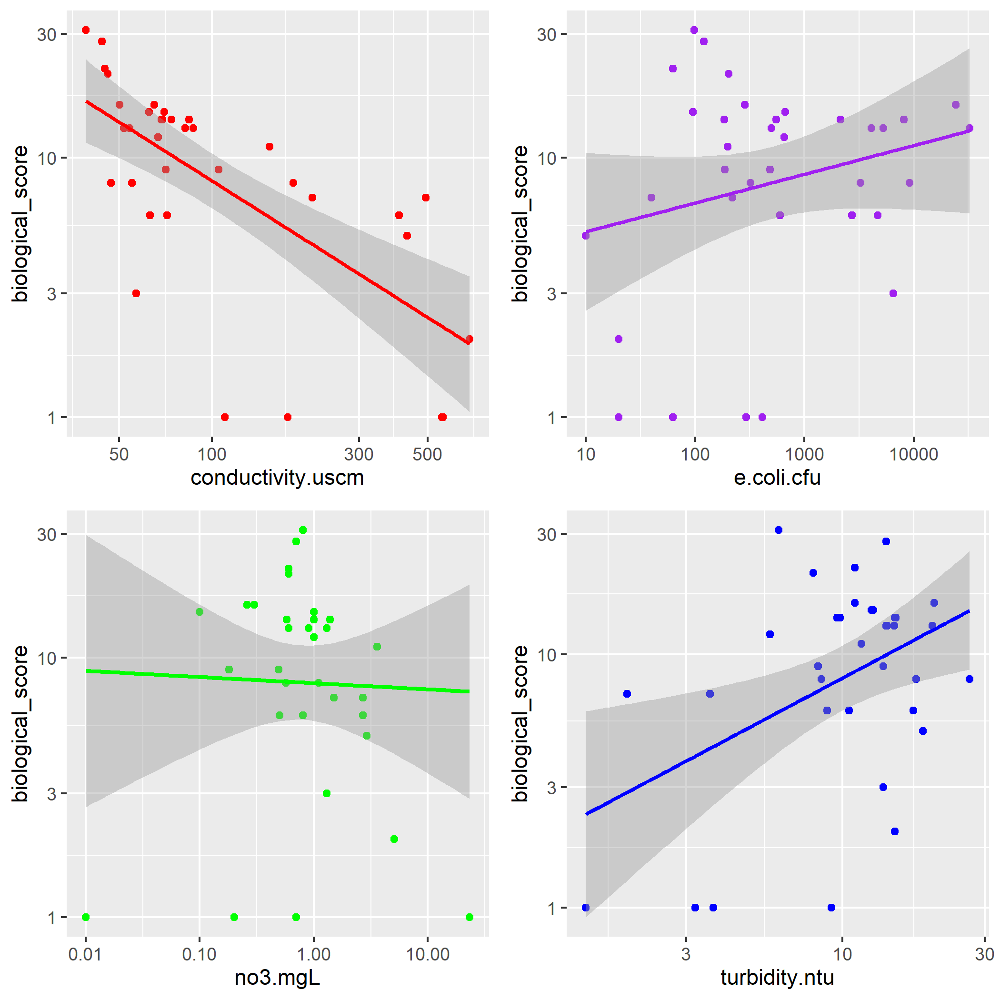 biological_score
30
10
3
1
50 100 300 500
conductivity.uscm
biological_score
30
10
3
1
10 100 1000 10000
e.coli.cfu
biological_score
30
10
3
1
0.01 0.10 1.00 10.00
no3.mgL
biological_score
30
10
3
1
3 10 30
turbidity.ntu